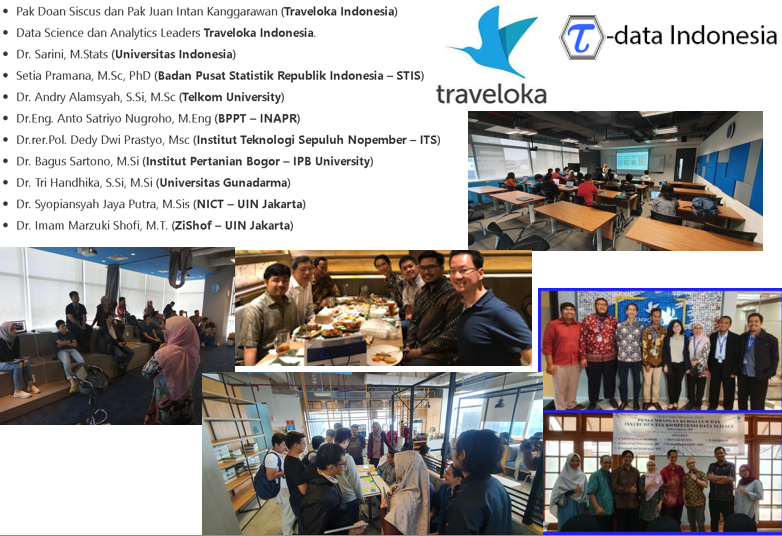 Pak Doan Siscus dan Pak Juan Intan Kanggarawan (Traveloka Indonesia)
Data Science dan Analytics Leaders Traveloka Indonesia.
Dr. Sarini, M.Stats (Universitas Indonesia)
Setia Pramana, M.Sc, PhD (Badan Pusat Statistik Republik Indonesia – STIS)
Dr. Andry Alamsyah, S.Si, M.Sc (Telkom University)
Dr.Eng. Anto Satriyo Nugroho, M.Eng (BPPT – INAPR)
Dr.rer.Pol. Dedy Dwi Prastyo, Msc (Institut Teknologi Sepuluh Nopember – ITS)
Dr. Bagus Sartono, M.Si (Institut Pertanian Bogor – IPB University)
Dr. Tri Handhika, S.Si, M.Si (Universitas Gunadarma)
Dr. Syopiansyah Jaya Putra, M.Sis (NICT – UIN Jakarta)
Dr. Imam Marzuki Shofi, M.T. (ZiShof – UIN Jakarta)
traveloka
τ-data Indonesia
PENGEMBANGAN KURIKULUM DAN
INSTRUMEN UJI KOMPETENSI DATA SCIENCE